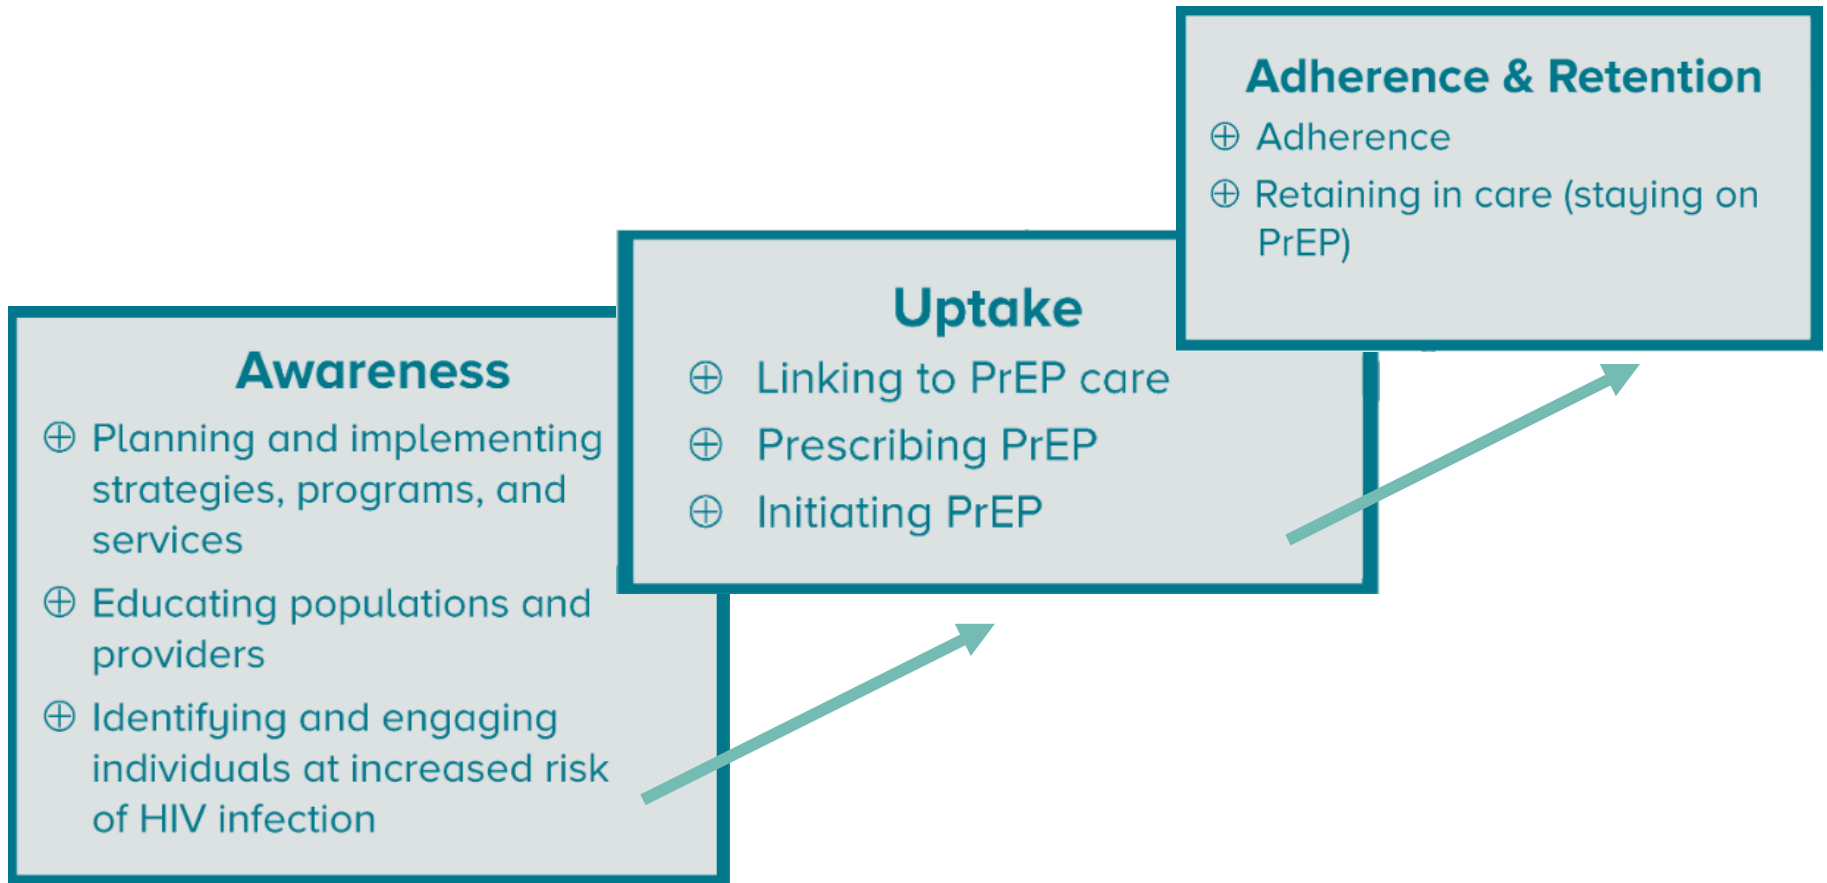 Awareness
⊕ Planning and implementing
strategies, programs, and
services
⊕ Educating populations and
providers
⊕ Identifying and engaging
individuals at increased risk
of HIV infection
Uptake
⊕ Linking to PrEP care
⊕ Prescribing PrEP
⊕ Initiating PrEP
Adherence & Retention
⊕ Adherence
⊕ Retaining in care (staying on
PrEP)